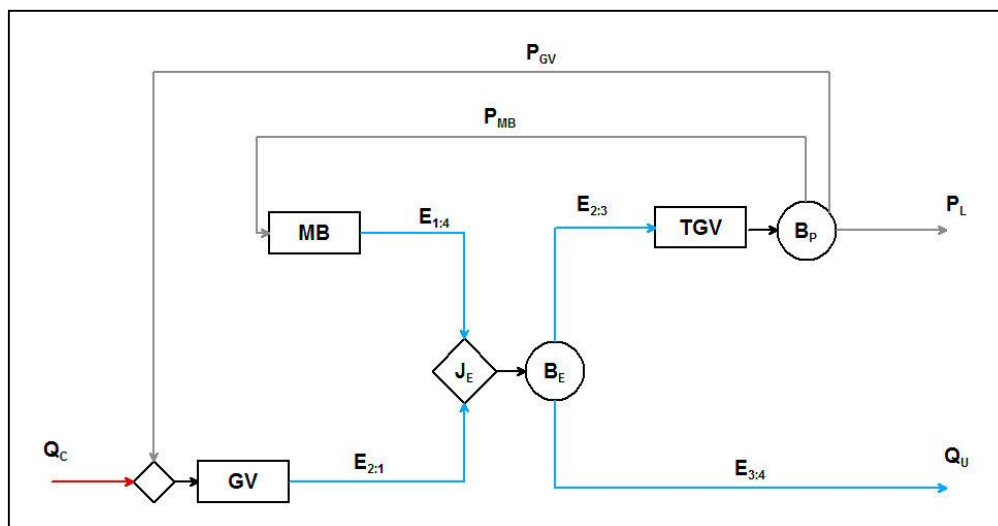 P_GV
P_MB
E_1:4
E_2:3
P_L
MB
TGV
B_P
J_E
B_E
Q_C
E_2:1
E_3:4
Q_U
GV